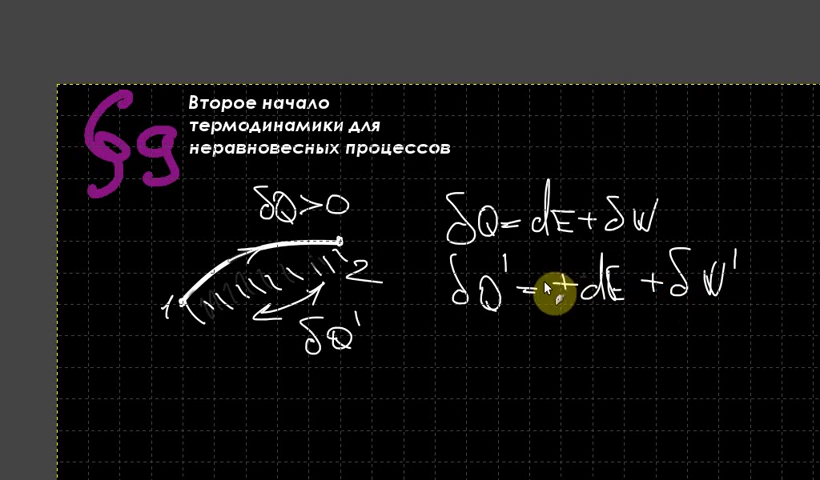 §9
Второе начало
термодинамики для
неравновесных процессов
δQ>0
1
2
δQ'
δQ=dE+δW
δQ'=+dE+δW'